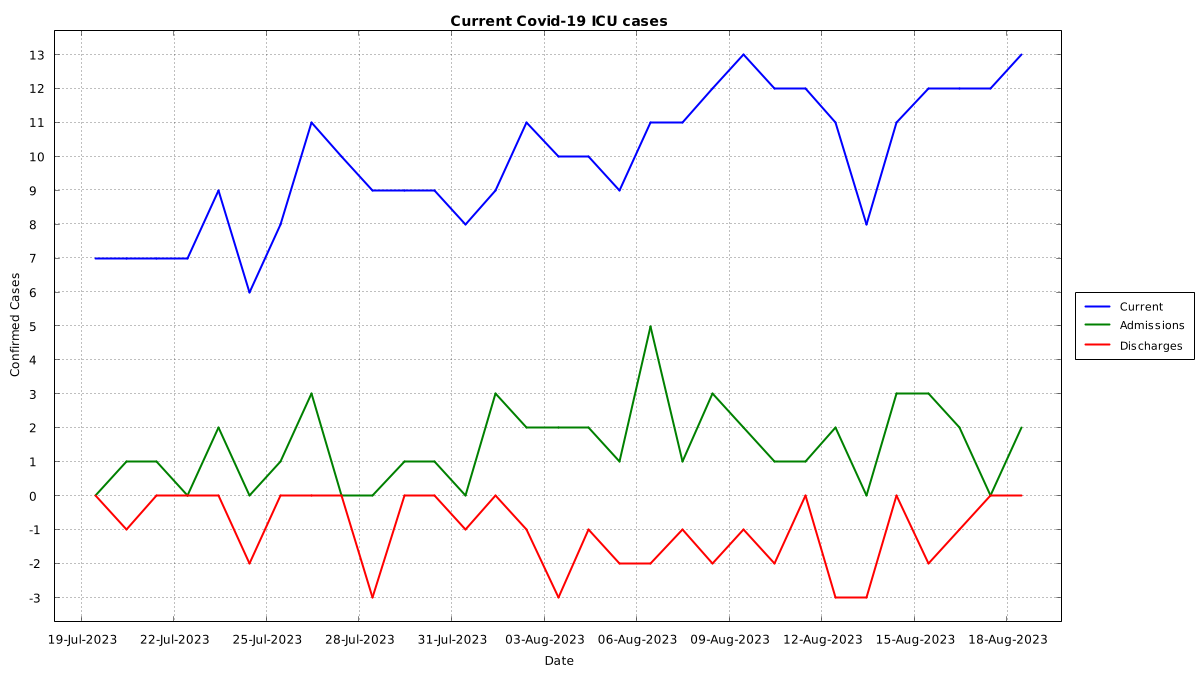 Current Covid-19 ICU cases
13
12
11
10
9
8
7
6
5
4
3
2
1
0
-1
-2
-3
Confirmed Cases
19-Jul-2023 22-Jul-2023 25-Jul-2023 28-Jul-2023 31-Jul-2023 03-Aug-2023 06-Aug-2023 09-Aug-2023 12-Aug-2023 15-Aug-2023 18-Aug-2023
Date
Current
Admissions
Discharges